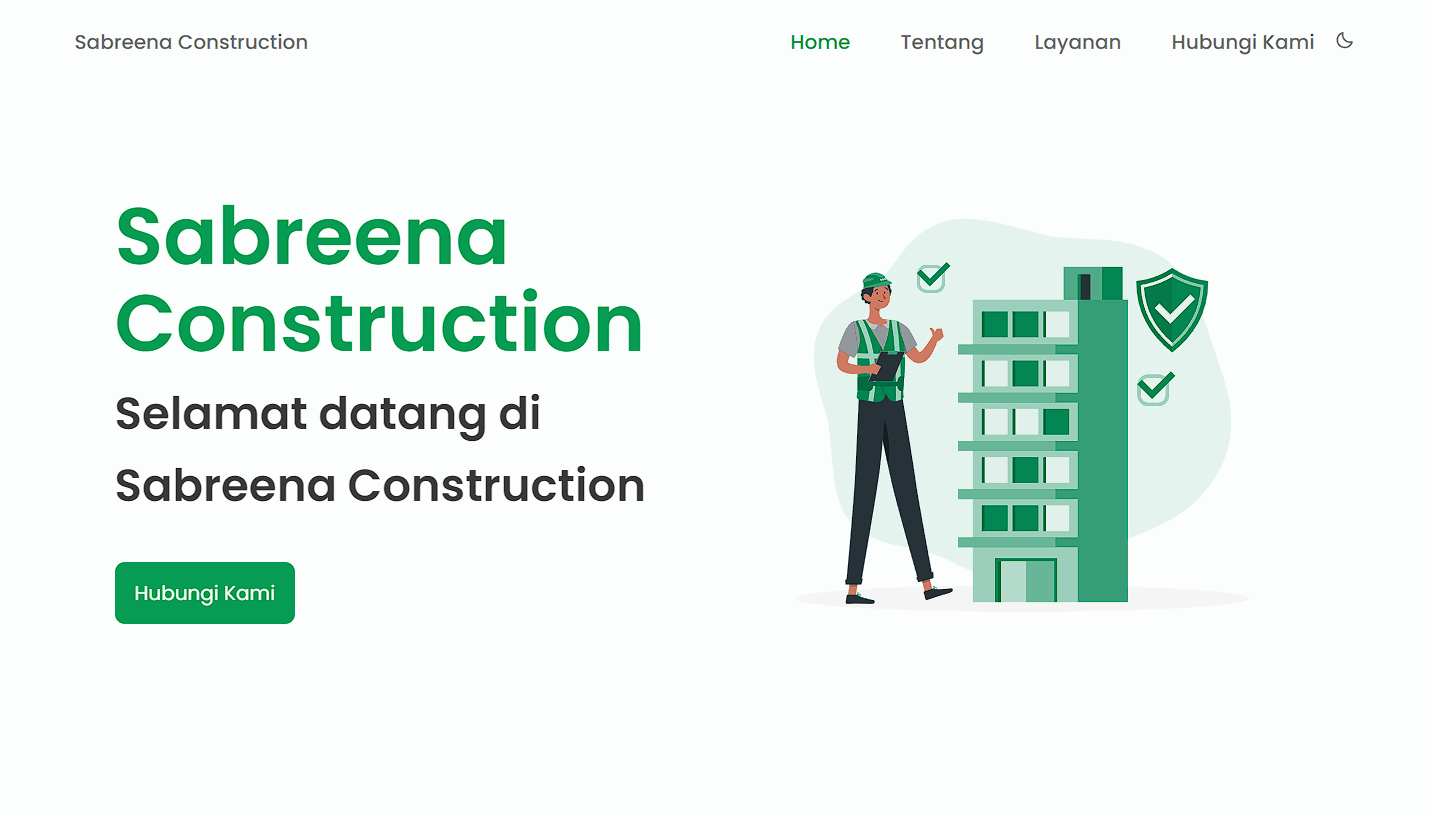 Sabreena Construction
Home
Tentang
Layanan
Hubungi Kami
Sabreena
Construction
Selamat datang di
Sabreena Construction
Hubungi Kami